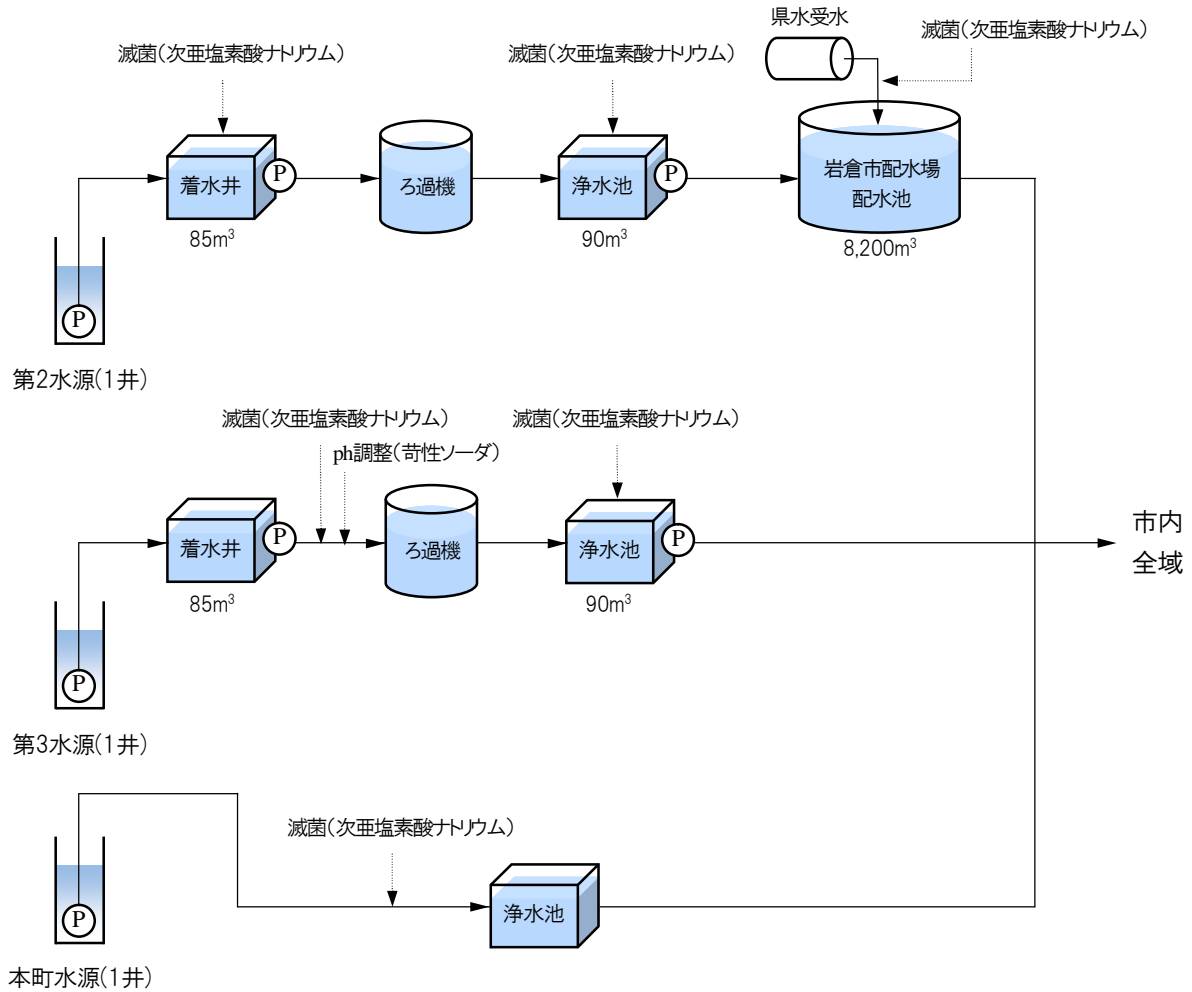 県水受水
滅菌(次亜塩素酸ナトリウム)
滅菌(次亜塩素酸ナトリウム)
滅菌(次亜塩素酸ナトリウム)
着水井
P
ろ過機
浄水池
P
岩倉市配水場
配水池
85m³
90m³
8,200m³
P
第2水源(1井)
滅菌(次亜塩素酸ナトリウム)
滅菌(次亜塩素酸ナトリウム)
ph調整(苛性ソーダ)
着水井
P
ろ過機
浄水池
P
市内
全域
85m³
90m³
P
第3水源(1井)
滅菌(次亜塩素酸ナトリウム)
浄水池
P
本町水源(1井)